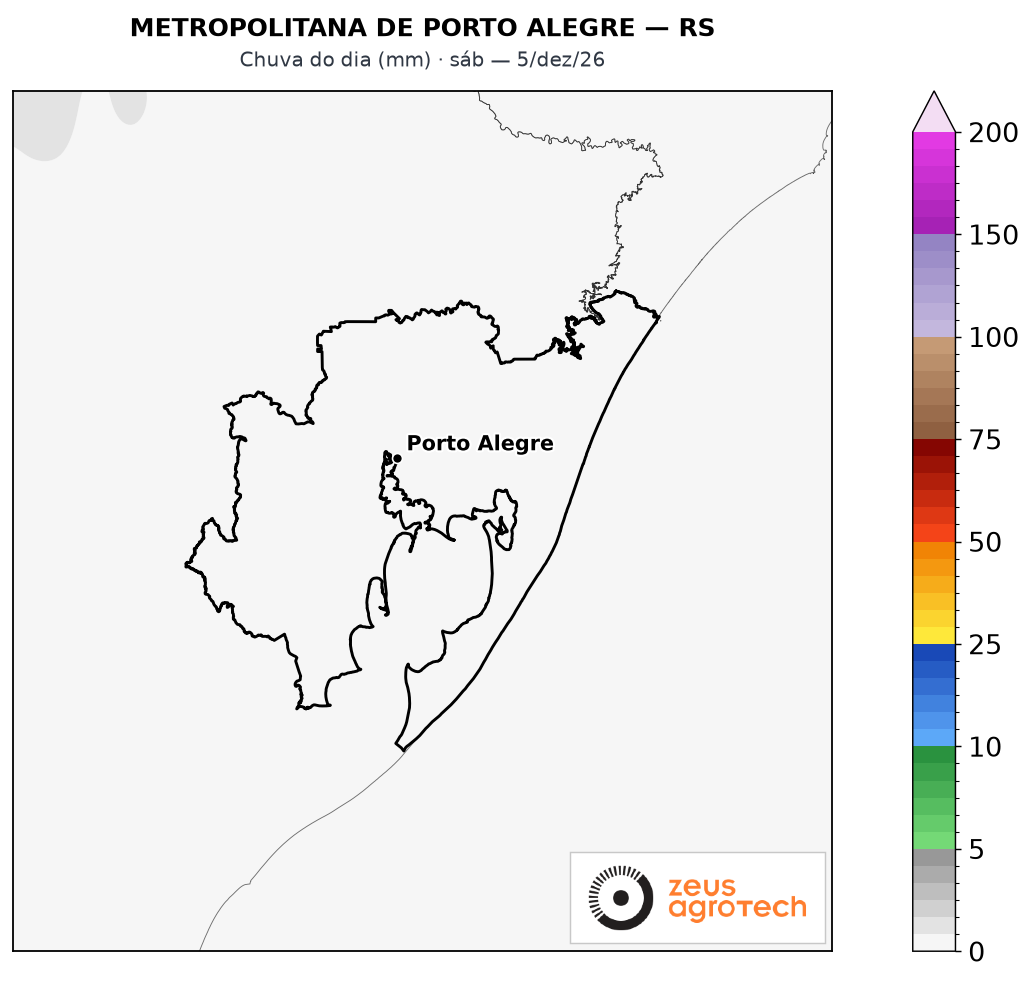 METROPOLITANA DE PORTO ALEGRE — RS
Chuva do dia (mm) · sáb — 5/dez/26
Porto Alegre
200
150
100
75
50
25
10
5
0
zeus
agrotech